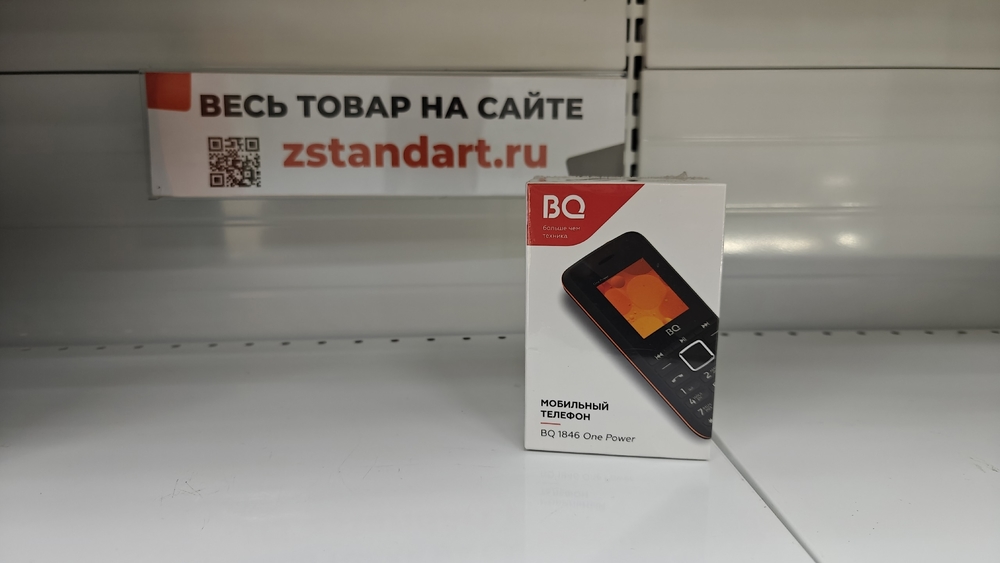 ВЕСЬ ТОВАР НА САЙТЕ
zstandart.ru
BQ
больше чем
техника
BQ
МОБИЛЬНЫЙ
ТЕЛЕФОН
BQ 1846 One Power